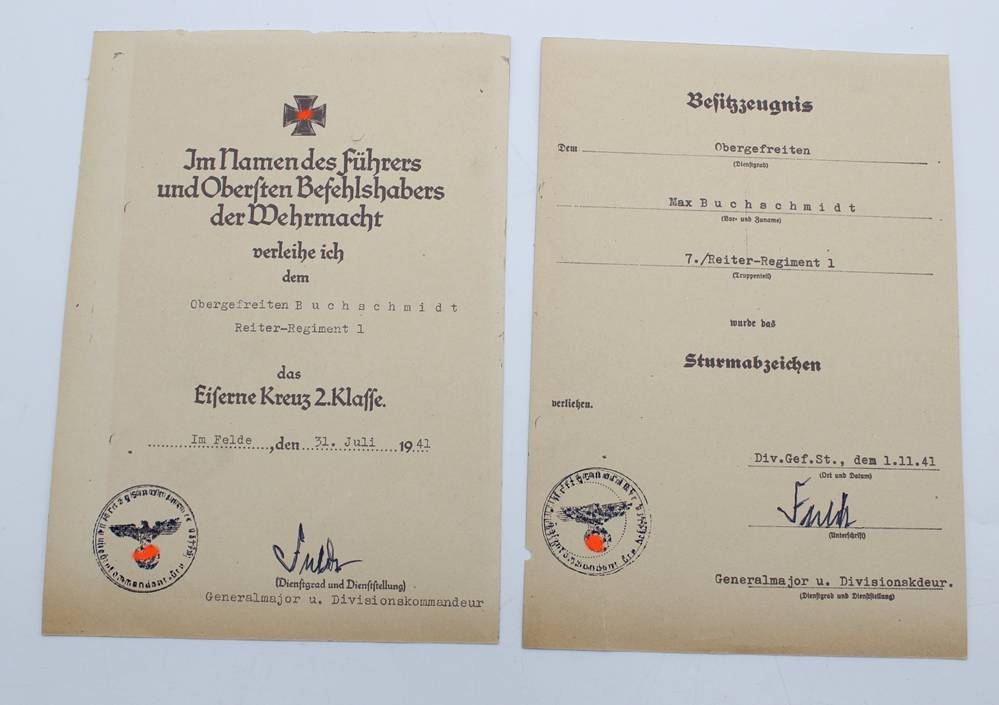 Im Namen des Führers
und Obersten Befehlshabers
der Wehrmacht
verleihe ich
dem
Obergefreiten B u c h s c h m i d t
Reiter-Regiment 1
das
Eiserne Kreuz 2. Klasse.
Im Felde, den 31. Juli 1941
(Dienstgrad und Dienststellung)
Generalmajor u. Divisionskommandeur
Besitzzeugnis
Dem Obergefreiten
(Dienstgrad)
Max B u c h s c h m i d t
(Vor- und Zuname)
7./Reiter-Regiment 1
(Truppenteil)
wurde das
Sturmabzeichen
verliehen.
Div.Gef.St., dem 1.11.41
(Ort und Datum)
(Unterschrift)
Generalmajor u. Divisionskdeur.
(Dienstgrad und Dienststellung)